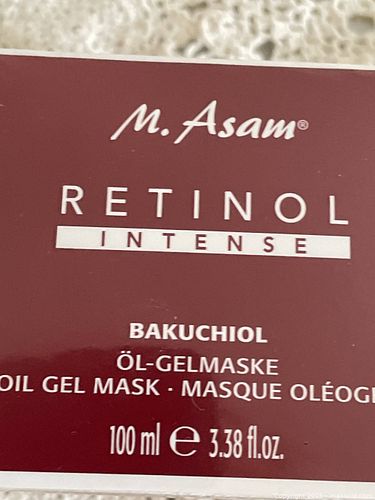 M. Asam®
RETINOL
INTENSE
BAKUCHIOL
ÖL-GELMASKE
OIL GEL MASK · MASQUE OLÉOG
100 ml ℮ 3.38 fl.oz.